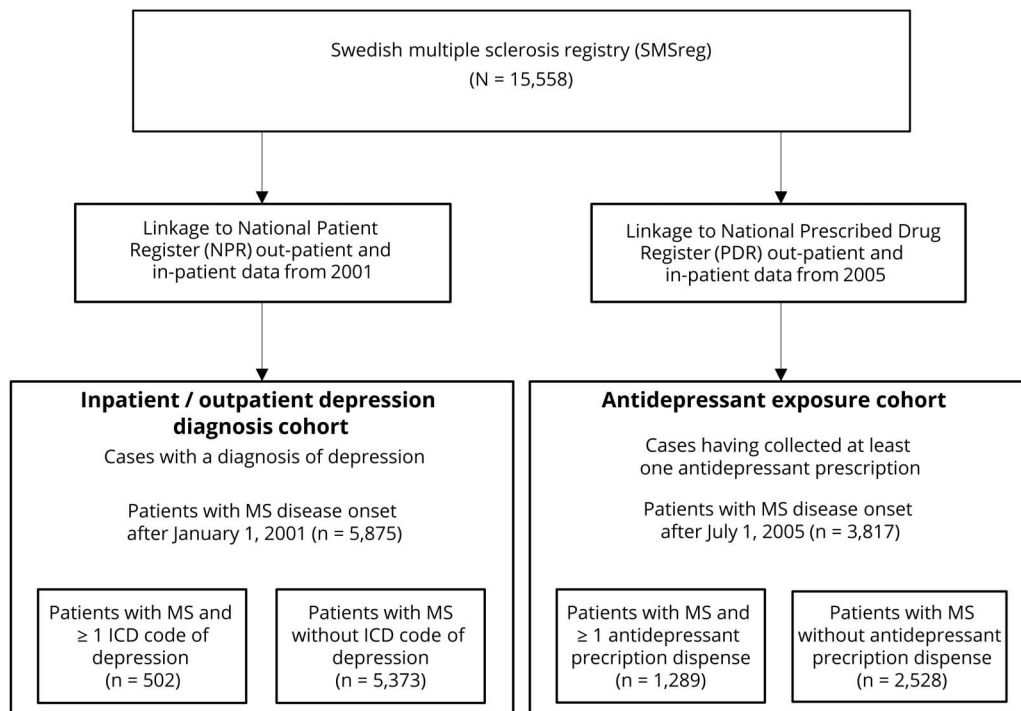 Swedish multiple sclerosis registry (SMSreg)
(N = 15,558)
Linkage to National Patient
Register (NPR) out-patient and
in-patient data from 2001
Linkage to National Prescribed Drug
Register (PDR) out-patient and
in-patient data from 2005
Inpatient / outpatient depression
diagnosis cohort
Cases with a diagnosis of depression
Patients with MS disease onset
after January 1, 2001 (n = 5,875)
Patients with MS and
≥ 1 ICD code of
depression
(n = 502)
Patients with MS
without ICD code of
depression
(n = 5,373)
Antidepressant exposure cohort
Cases having collected at least
one antidepressant prescription
Patients with MS disease onset
after July 1, 2005 (n = 3,817)
Patients with MS and
≥ 1 antidepressant
precription dispense
(n = 1,289)
Patients with MS
without antidepressant
precription dispense
(n = 2,528)